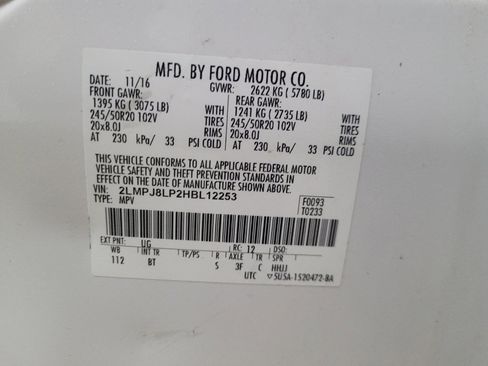 MFD. BY FORD MOTOR CO.
DATE: 11/16 GVWR: 2622 KG ( 5780 LB)
FRONT GAWR: REAR GAWR:
1395 KG ( 3075 LB) WITH 1241 KG ( 2735 LB) WITH
245/50R20 102V TIRES 245/50R20 102V TIRES
20x8.0J RIMS 20x8.0J RIMS
AT 230 kPa/ 33 PSI COLD AT 230 kPa/ 33 PSI COLD
THIS VEHICLE CONFORMS TO ALL APPLICABLE FEDERAL MOTOR
VEHICLE SAFETY AND THEFT PREVENTION STANDARDS IN
EFFECT ON THE DATE OF MANUFACTURE SHOWN ABOVE.
VIN: 2LMPJ8LP2HBL12253 F0093
TYPE: MPV T0233
EXT PNT: UG RC: 12 DSO:
WB INT TR TP/PS R AXLE TR SPR
112 BT S 3F C HHJJ
UTC ▽5U5A-1520472-BA